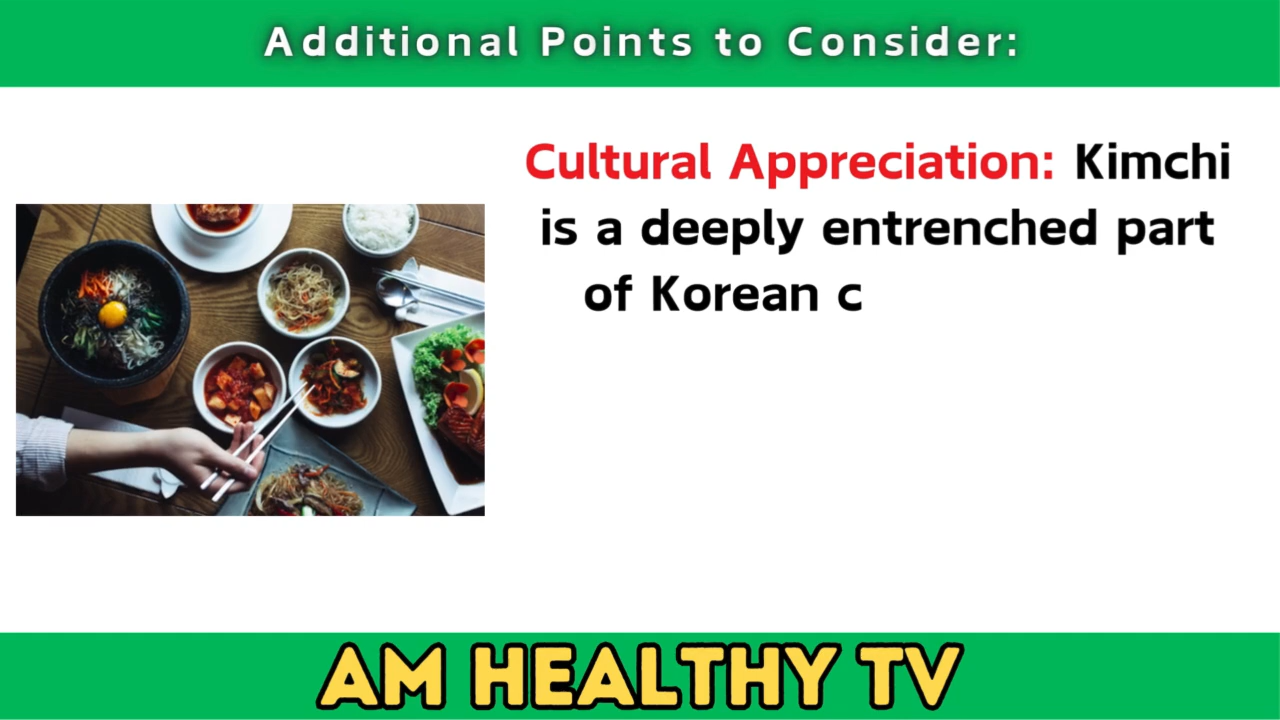 Additional Points to Consider:
Cultural Appreciation: Kimchi
is a deeply entrenched part
of Korean c
AM HEALTHY TV